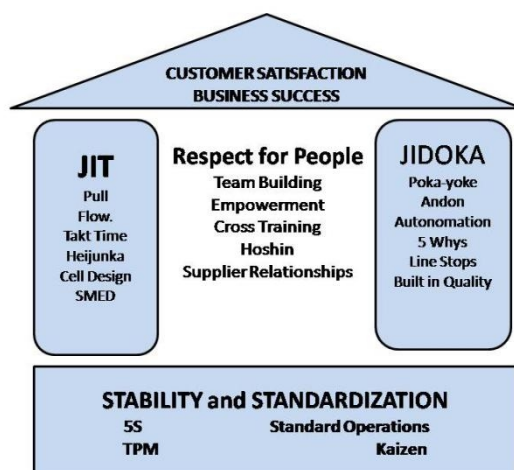 CUSTOMER SATISFACTION
BUSINESS SUCCESS
JIT
Pull
Flow.
Takt Time
Heijunka
Cell Design
SMED
Respect for People
Team Building
Empowerment
Cross Training
Hoshin
Supplier Relationships
JIDOKA
Poka-yoke
Andon
Autonomation
5 Whys
Line Stops
Built in Quality
STABILITY and STANDARDIZATION
5S Standard Operations
TPM Kaizen